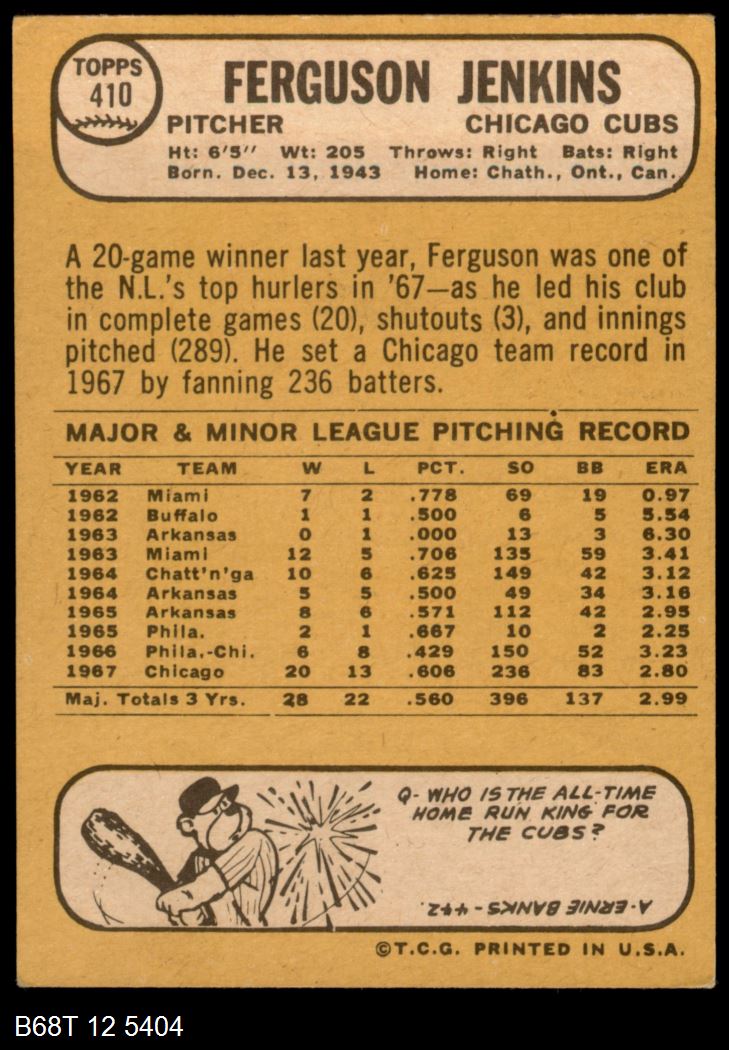 TOPPS
410
FERGUSON JENKINS
PITCHER CHICAGO CUBS
Ht: 6'5" Wt: 205 Throws: Right Bats: Right
Born. Dec. 13, 1943 Home: Chath., Ont., Can.
A 20-game winner last year, Ferguson was one of
the N.L.'s top hurlers in '67—as he led his club
in complete games (20), shutouts (3), and innings
pitched (289). He set a Chicago team record in
1967 by fanning 236 batters.
MAJOR & MINOR LEAGUE PITCHING RECORD
YEAR TEAM W L PCT. SO BB ERA
1962 Miami 7 2 .778 69 19 0.97
1962 Buffalo 1 1 .500 6 5 5.54
1963 Arkansas 0 1 .000 13 3 6.30
1963 Miami 12 5 .706 135 59 3.41
1964 Chatt'n'ga 10 6 .625 149 42 3.12
1964 Arkansas 5 5 .500 49 34 3.16
1965 Arkansas 8 6 .571 112 42 2.95
1965 Phila. 2 1 .667 10 2 2.25
1966 Phila.-Chi. 6 8 .429 150 52 3.23
1967 Chicago 20 13 .606 236 83 2.80
Maj. Totals 3 Yrs. 28 22 .560 396 137 2.99
Q- WHO IS THE ALL-TIME
HOME RUN KING FOR
THE CUBS?
A- ERNIE BANKS - 442.
©T.C.G. PRINTED IN U.S.A.
B68T 12 5404